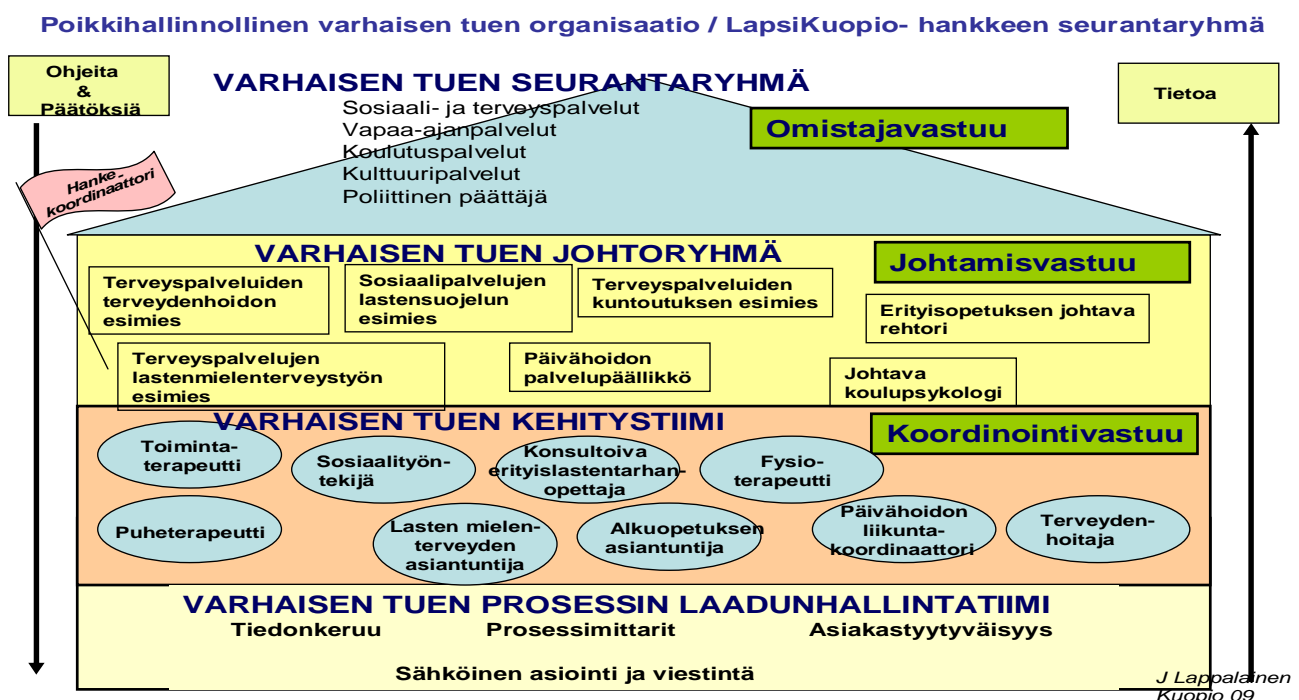 Poikkihallinnollinen varhaisen tuen organisaatio / LapsiKuopio- hankkeen seurantaryhmä
Ohjeita
&
Päätöksiä
VARHAISEN TUEN SEURANTARYHMÄ
Sosiaali- ja terveyspalvelut
Vapaa-ajanpalvelut
Koulutuspalvelut
Kulttuuripalvelut
Poliittinen päättäjä
Omistajavastuu
Tietoa
Hanke-
koordinaattori
VARHAISEN TUEN JOHTORYHMÄ
Johtamisvastuu
Terveyspalveluiden
terveydenhoidon
esimies
Sosiaalipalvelujen
lastensuojelun
esimies
Terveyspalveluiden
kuntoutuksen esimies
Erityisopetuksen johtava
rehtori
Terveyspalvelujen
lastenmielenterveystyön
esimies
Päivähoidon
palvelupäällikkö
Johtava
koulupsykologi
VARHAISEN TUEN KEHITYSTIIMI
Koordinointivastuu
Toiminta-
terapeutti
Sosiaalityön-
tekijä
Konsultoiva
erityislastentarhan-
opettaja
Fysio-
terapeutti
Puheterapeutti
Lasten mielen-
terveyden
asiantuntija
Alkuopetuksen
asiantuntija
Päivähoidon
liikunta-
koordinaattori
Terveyden-
hoitaja
VARHAISEN TUEN PROSESSIN LAADUNHALLINTATIIMI
Tiedonkeruu
Prosessimittarit
Asiakastyytyväisyys
Sähköinen asiointi ja viestintä
J Lappalainen
Kuopio 09